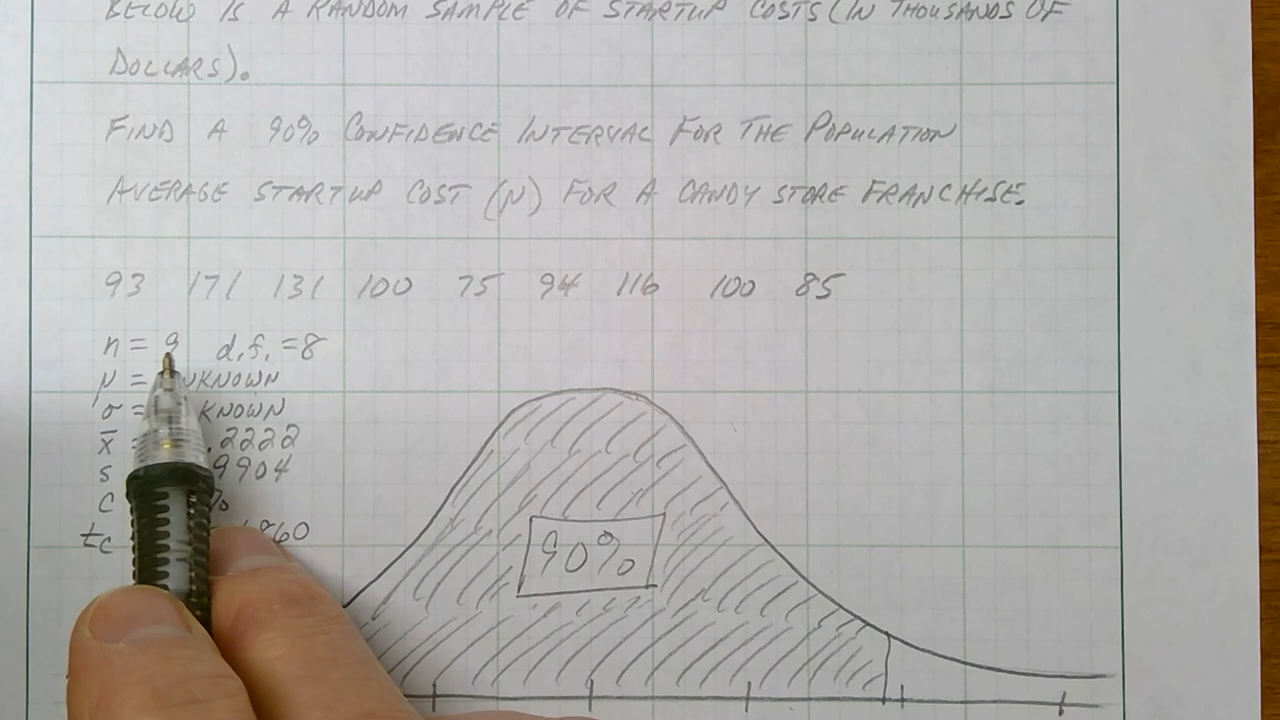 BELOW IS A RANDOM SAMPLE OF STARTUP COSTS (IN THOUSANDS OF
DOLLARS).
FIND A 90% CONFIDENCE INTERVAL FOR THE POPULATION
AVERAGE STARTUP COST (μ) FOR A CANDY STORE FRANCHISE.
93 171 131 100 75 94 116 100 85
n = 9 d.f. = 8
μ =
σ =
x̄ .2222
s 9904
c %
tc 860
90%